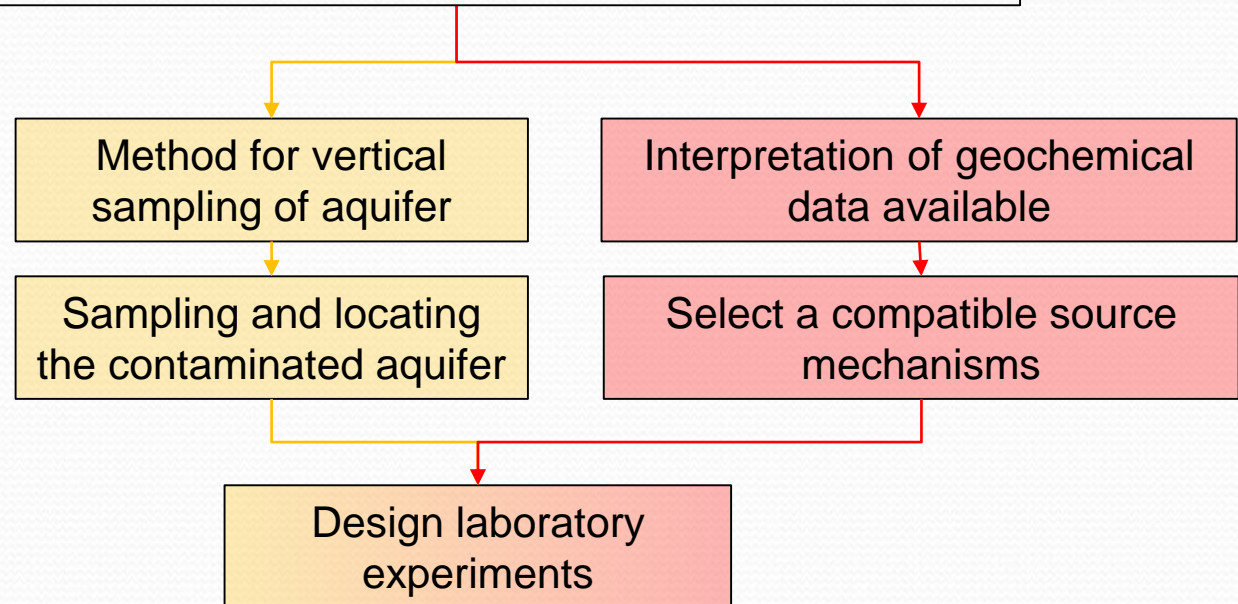 Method for vertical
sampling of aquifer
Interpretation of geochemical
data available
Sampling and locating
the contaminated aquifer
Select a compatible source
mechanisms
Design laboratory
experiments